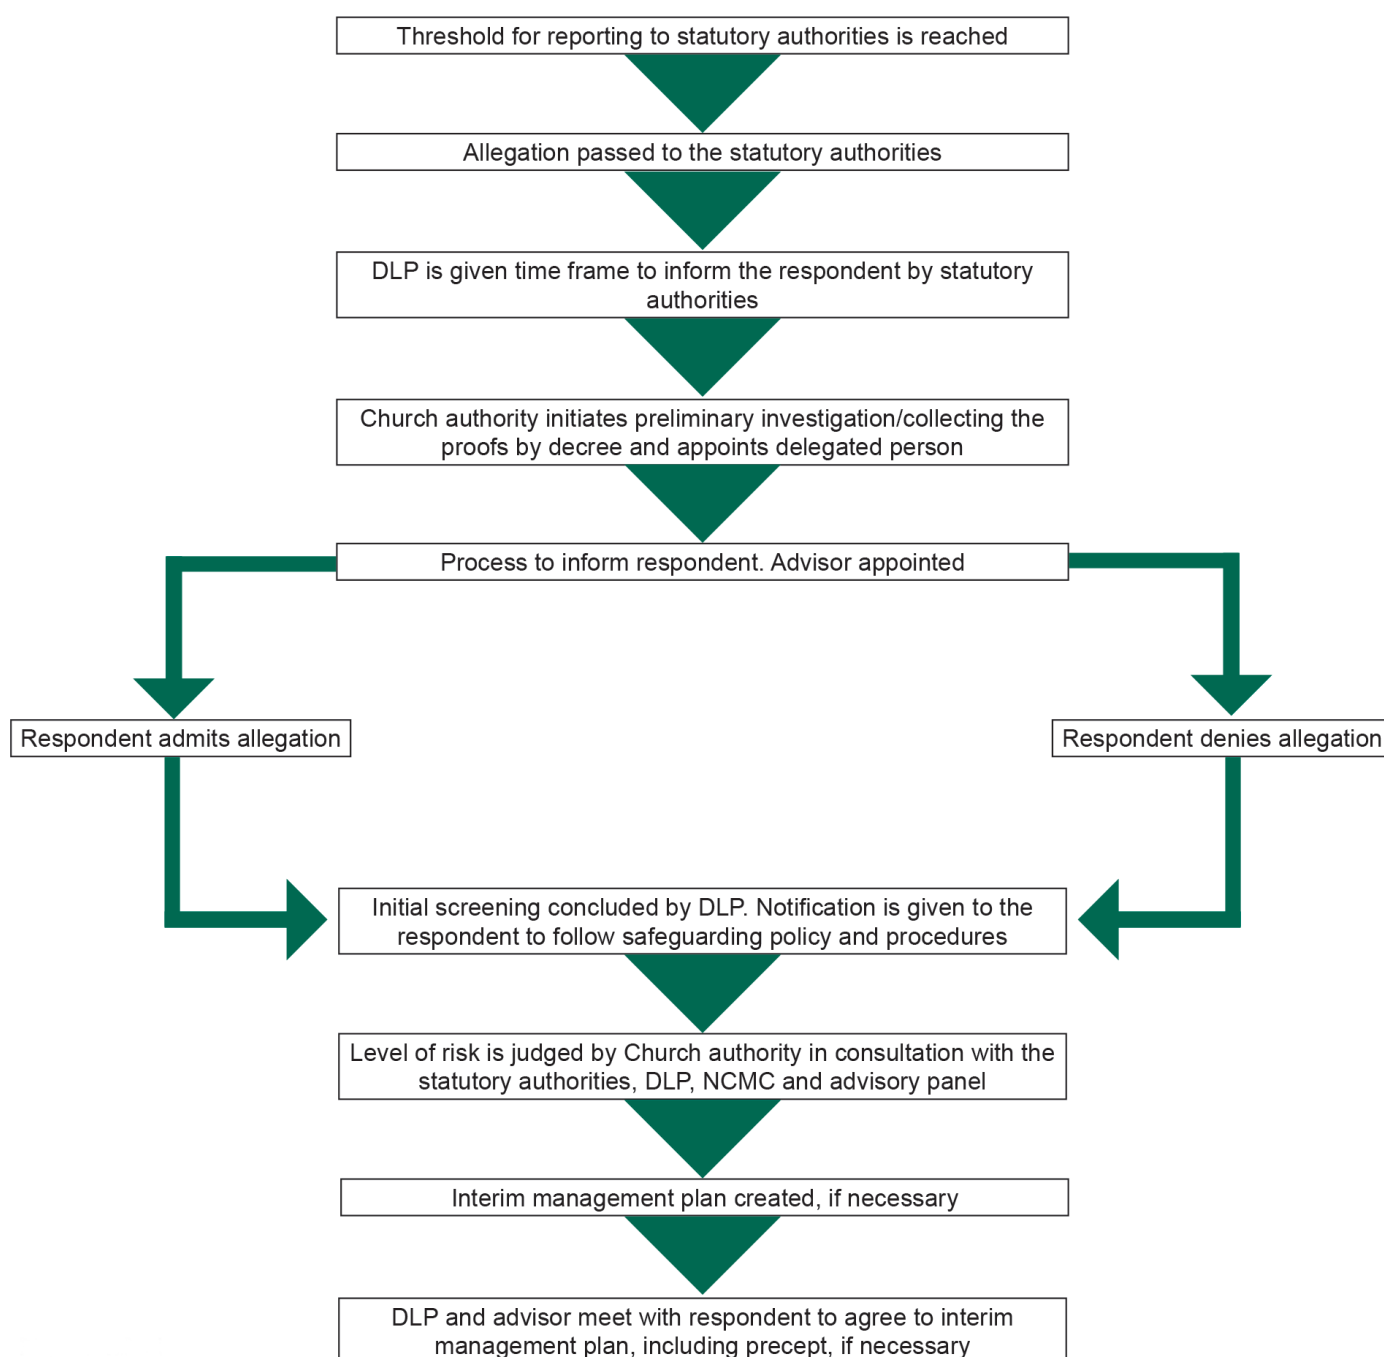 Threshold for reporting to statutory authorities is reached
Allegation passed to the statutory authorities
DLP is given time frame to inform the respondent by statutory
authorities
Church authority initiates preliminary investigation/collecting the
proofs by decree and appoints delegated person
Process to inform respondent. Advisor appointed
Respondent admits allegation
Respondent denies allegation
Initial screening concluded by DLP. Notification is given to the
respondent to follow safeguarding policy and procedures
Level of risk is judged by Church authority in consultation with the
statutory authorities, DLP, NCMC and advisory panel
Interim management plan created, if necessary
DLP and advisor meet with respondent to agree to interim
management plan, including precept, if necessary